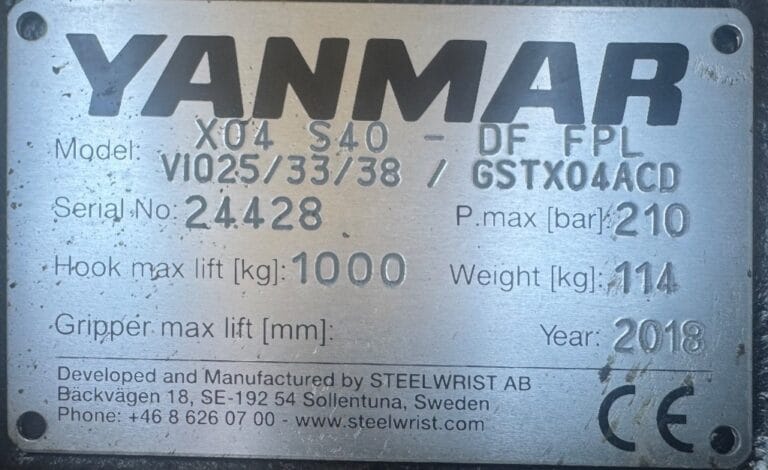 YANMAR
Model: X04 S40 - DF FPL
VIO25/33/38 / GSTX04ACD
Serial No: 24428 P.max [bar]: 210
Hook max lift [kg]: 1000 Weight [kg]: 114
Gripper max lift [mm]: Year: 2018
Developed and Manufactured by STEELWRIST AB
Bäckvägen 18, SE-192 54 Sollentuna, Sweden
Phone: +46 8 626 07 00 - www.steelwrist.com
CE